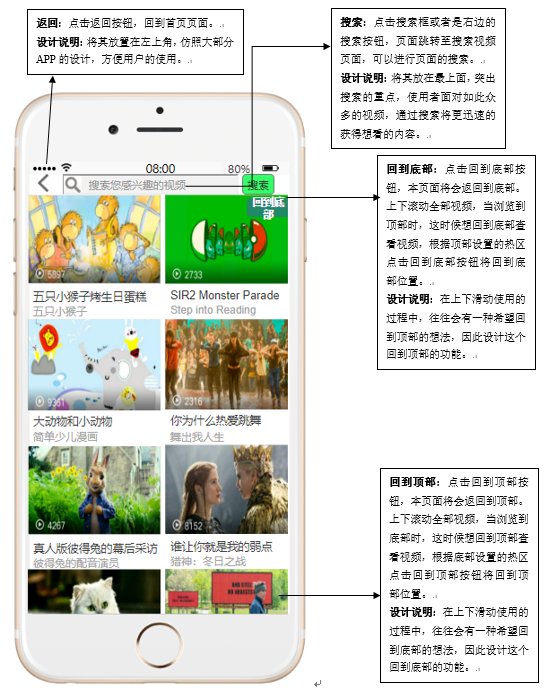 返回: 点击返回按钮，回到首页页面。
设计说明: 将其放置在左上角，仿照大部分
APP 的设计，方便用户的使用。
搜索: 点击搜索框或者是右边的
搜索按钮，页面跳转至搜索视频
页面，可以进行页面的搜索。
设计说明: 将其放在最上面，突出
搜索的重点，使用者面对如此众
多的视频，通过搜索将更迅速的
获得想看的内容。
08:00
80%
搜索您感兴趣的视频
搜索
回到底
部
5897
2733
五只小猴子烤生日蛋糕
SIR2 Monster Parade
五只小猴子
Step into Reading
9361
2316
大动物和小动物
你为什么热爱跳舞
简单少儿漫画
舞出我人生
4267
8152
真人版彼得兔的幕后采访
谁让你就是我的弱点
彼得兔的配音演员
猎神：冬日之战
AND STILL
NO ARRESTS?
回到底部: 点击回到底部按
钮，本页面将会返回到底部。
上下滚动全部视频，当浏览到
顶部时，这时候想回到底部查
看视频，根据顶部设置的热区
点击回到底部按钮将回到底
部位置。
设计说明: 在上下滑动使用的
过程中，往往会有一种希望回
到顶部的想法，因此设计这个
回到顶部的功能。
回到顶部: 点击回到顶部按
钮，本页面将会返回到顶部。
上下滚动全部视频，当浏览到
底部时，这时候想回到顶部查
看视频，根据底部设置的热区
点击回到顶部按钮将回到顶
部位置。
设计说明: 在上下滑动使用的
过程中，往往会有一种希望回
到底部的想法，因此设计这个
回到底部的功能。